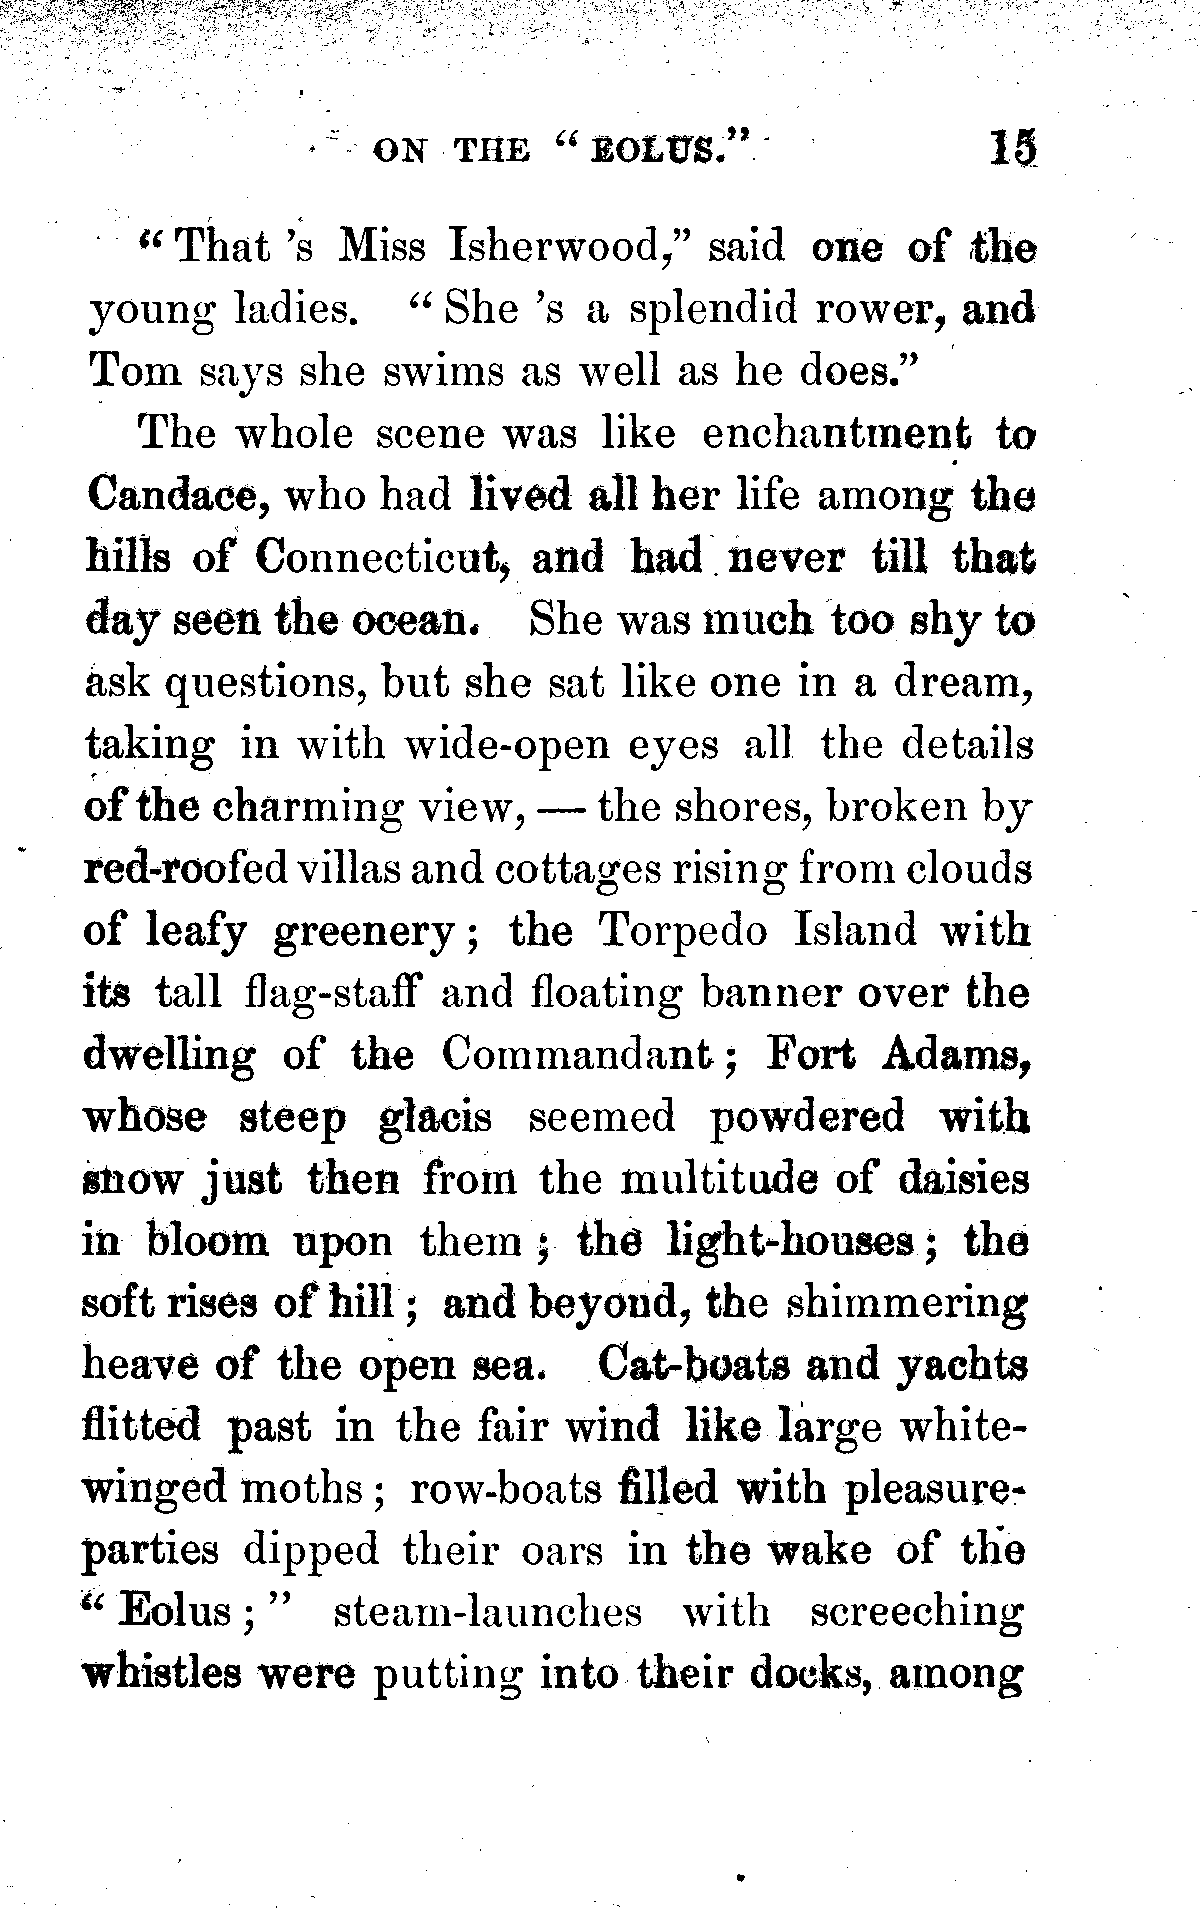 ON THE “EOLUS.” 15
“That 's Miss Isherwood,” said one of the
young ladies. “She 's a splendid rower, and
Tom says she swims as well as he does.”
The whole scene was like enchantment to
Candace, who had lived all her life among the
hills of Connecticut, and had never till that
day seen the ocean. She was much too shy to
ask questions, but she sat like one in a dream,
taking in with wide-open eyes all the details
of the charming view, — the shores, broken by
red-roofed villas and cottages rising from clouds
of leafy greenery; the Torpedo Island with
its tall flag-staff and floating banner over the
dwelling of the Commandant; Fort Adams,
whose steep glacis seemed powdered with
snow just then from the multitude of daisies
in bloom upon them; the light-houses; the
soft rises of hill; and beyond, the shimmering
heave of the open sea. Cat-boats and yachts
flitted past in the fair wind like large white-
winged moths; row-boats filled with pleasure-
parties dipped their oars in the wake of the
“Eolus;” steam-launches with screeching
whistles were putting into their docks, among